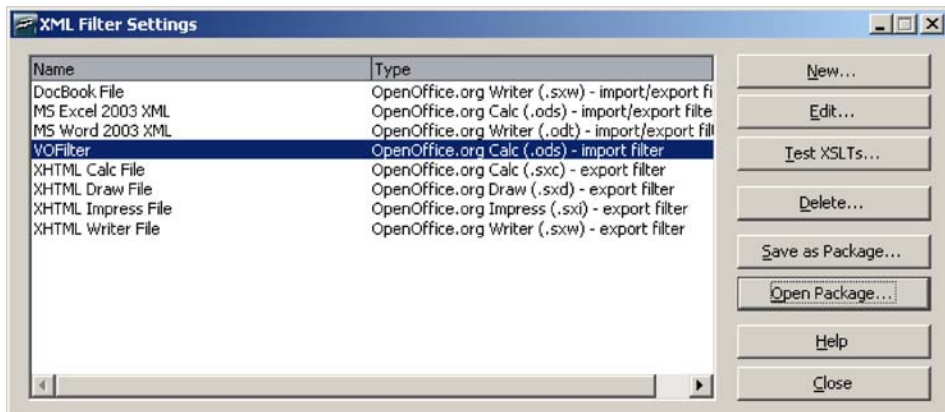 XML Filter Settings
Name Type
DocBook File OpenOffice.org Writer (.sxw) - import/export fi
MS Excel 2003 XML OpenOffice.org Calc (.ods) - import/export filte
MS Word 2003 XML OpenOffice.org Writer (.odt) - import/export fil
VOFilter OpenOffice.org Calc (.ods) - import filter
XHTML Calc File OpenOffice.org Calc (.sxc) - export filter
XHTML Draw File OpenOffice.org Draw (.sxd) - export filter
XHTML Impress File OpenOffice.org Impress (.sxi) - export filter
XHTML Writer File OpenOffice.org Writer (.sxw) - export filter
New...
Edit...
Test XSLTs...
Delete...
Save as Package...
Open Package...
Help
Close